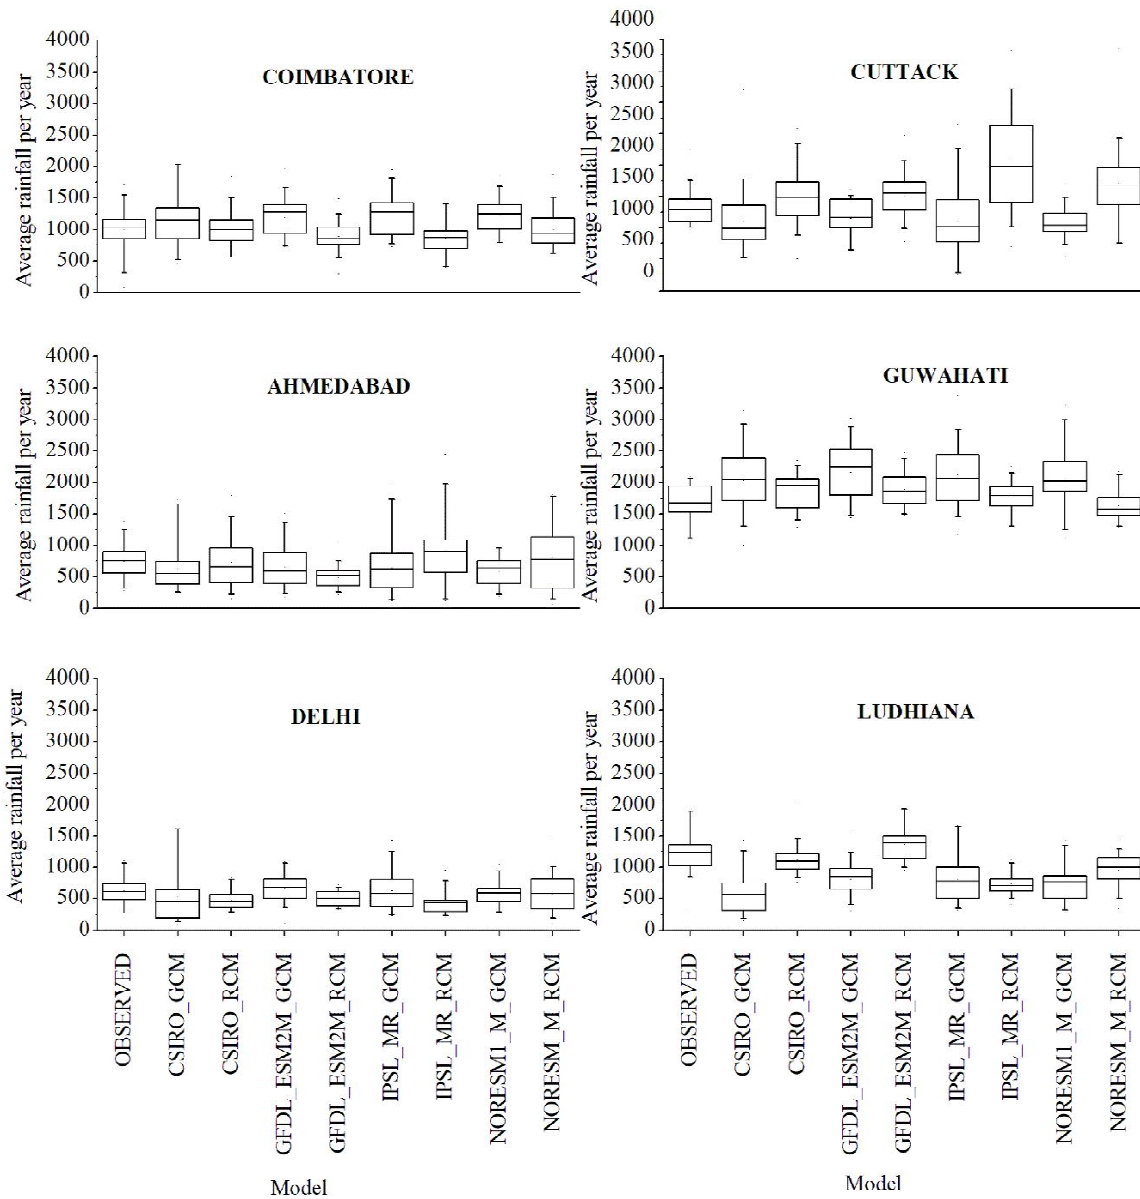 COIMBATORE
Average rainfall per year
4000
3500
3000
2500
2000
1500
1000
500
0
CUTTACK
Average rainfall per year
4000
3500
3000
2500
2000
1500
1000
500
0
AHMEDABAD
Average rainfall per year
4000
3500
3000
2500
2000
1500
1000
500
0
GUWAHATI
Average rainfall per year
4000
3500
3000
2500
2000
1500
1000
500
0
DELHI
Average rainfall per year
4000
3500
3000
2500
2000
1500
1000
500
0
OBSERVED
CSIRO_GCM
CSIRO_RCM
GFDL_ESM2M_GCM
GFDL_ESM2M_RCM
IPSL_MR_GCM
IPSL_MR_RCM
NORESM1_M_GCM
NORESM_M_RCM
Model
LUDHIANA
Average rainfall per year
4000
3500
3000
2500
2000
1500
1000
500
0
OBSERVED
CSIRO_GCM
CSIRO_RCM
GFDL_ESM2M_GCM
GFDL_ESM2M_RCM
IPSL_MR_GCM
IPSL_MR_RCM
NORESM1_M_GCM
NORESM_M_RCM
Model